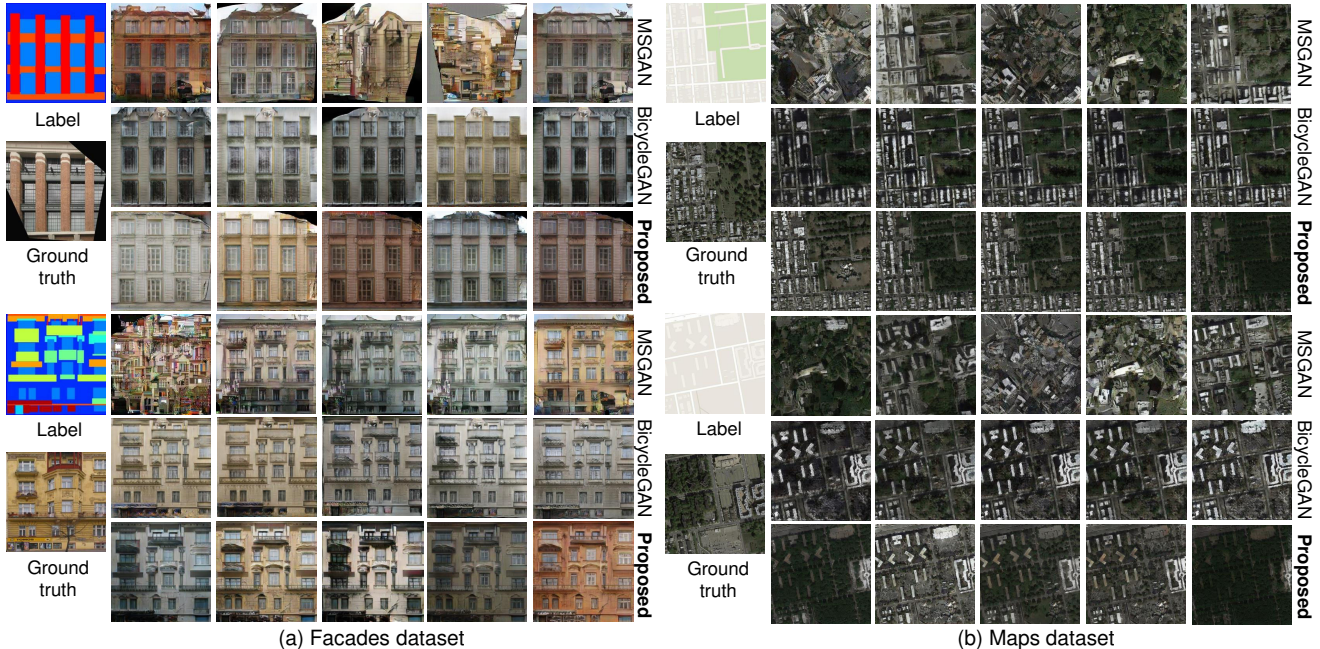 MSGAN
Label
BicycleGAN
Ground
truth
Proposed
MSGAN
Label
BicycleGAN
Ground
truth
Proposed
(a) Facades dataset
MSGAN
Label
BicycleGAN
Ground
truth
Proposed
MSGAN
Label
BicycleGAN
Ground
truth
Proposed
(b) Maps dataset